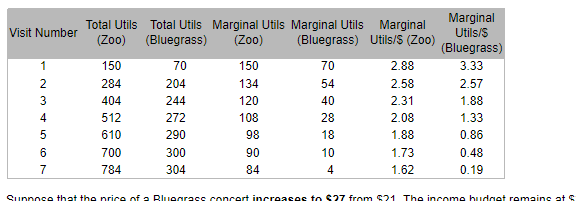 Visit Number Total Utils (Zoo) Total Utils (Bluegrass) Marginal Utils (Zoo) Marginal Utils (Bluegrass) Marginal Utils/$ (Zoo) Marginal Utils/$ (Bluegrass)
1 150 70 150 70 2.88 3.33
2 284 204 134 54 2.58 2.57
3 404 244 120 40 2.31 1.88
4 512 272 108 28 2.08 1.33
5 610 290 98 18 1.88 0.86
6 700 300 90 10 1.73 0.48
7 784 304 84 4 1.62 0.19
Suppose that the price of a Bluegrass concert increases to $27 from $21. The income budget remains at $